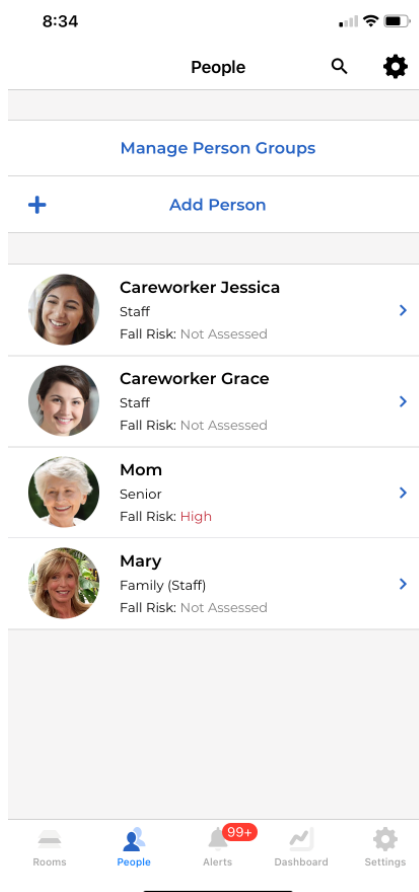 8:34
People
Manage Person Groups
+ Add Person
Careworker Jessica
Staff
Fall Risk: Not Assessed
Careworker Grace
Staff
Fall Risk: Not Assessed
Mom
Senior
Fall Risk: High
Mary
Family (Staff)
Fall Risk: Not Assessed
99+
Rooms People Alerts Dashboard Settings